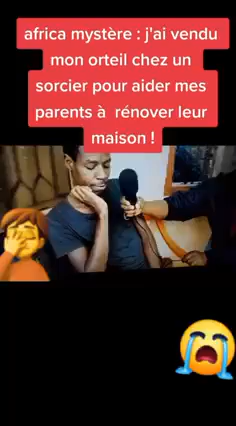 africa mystère : j'ai vendu
mon orteil chez un
sorcier pour aider mes
parents à rénover leur
maison !